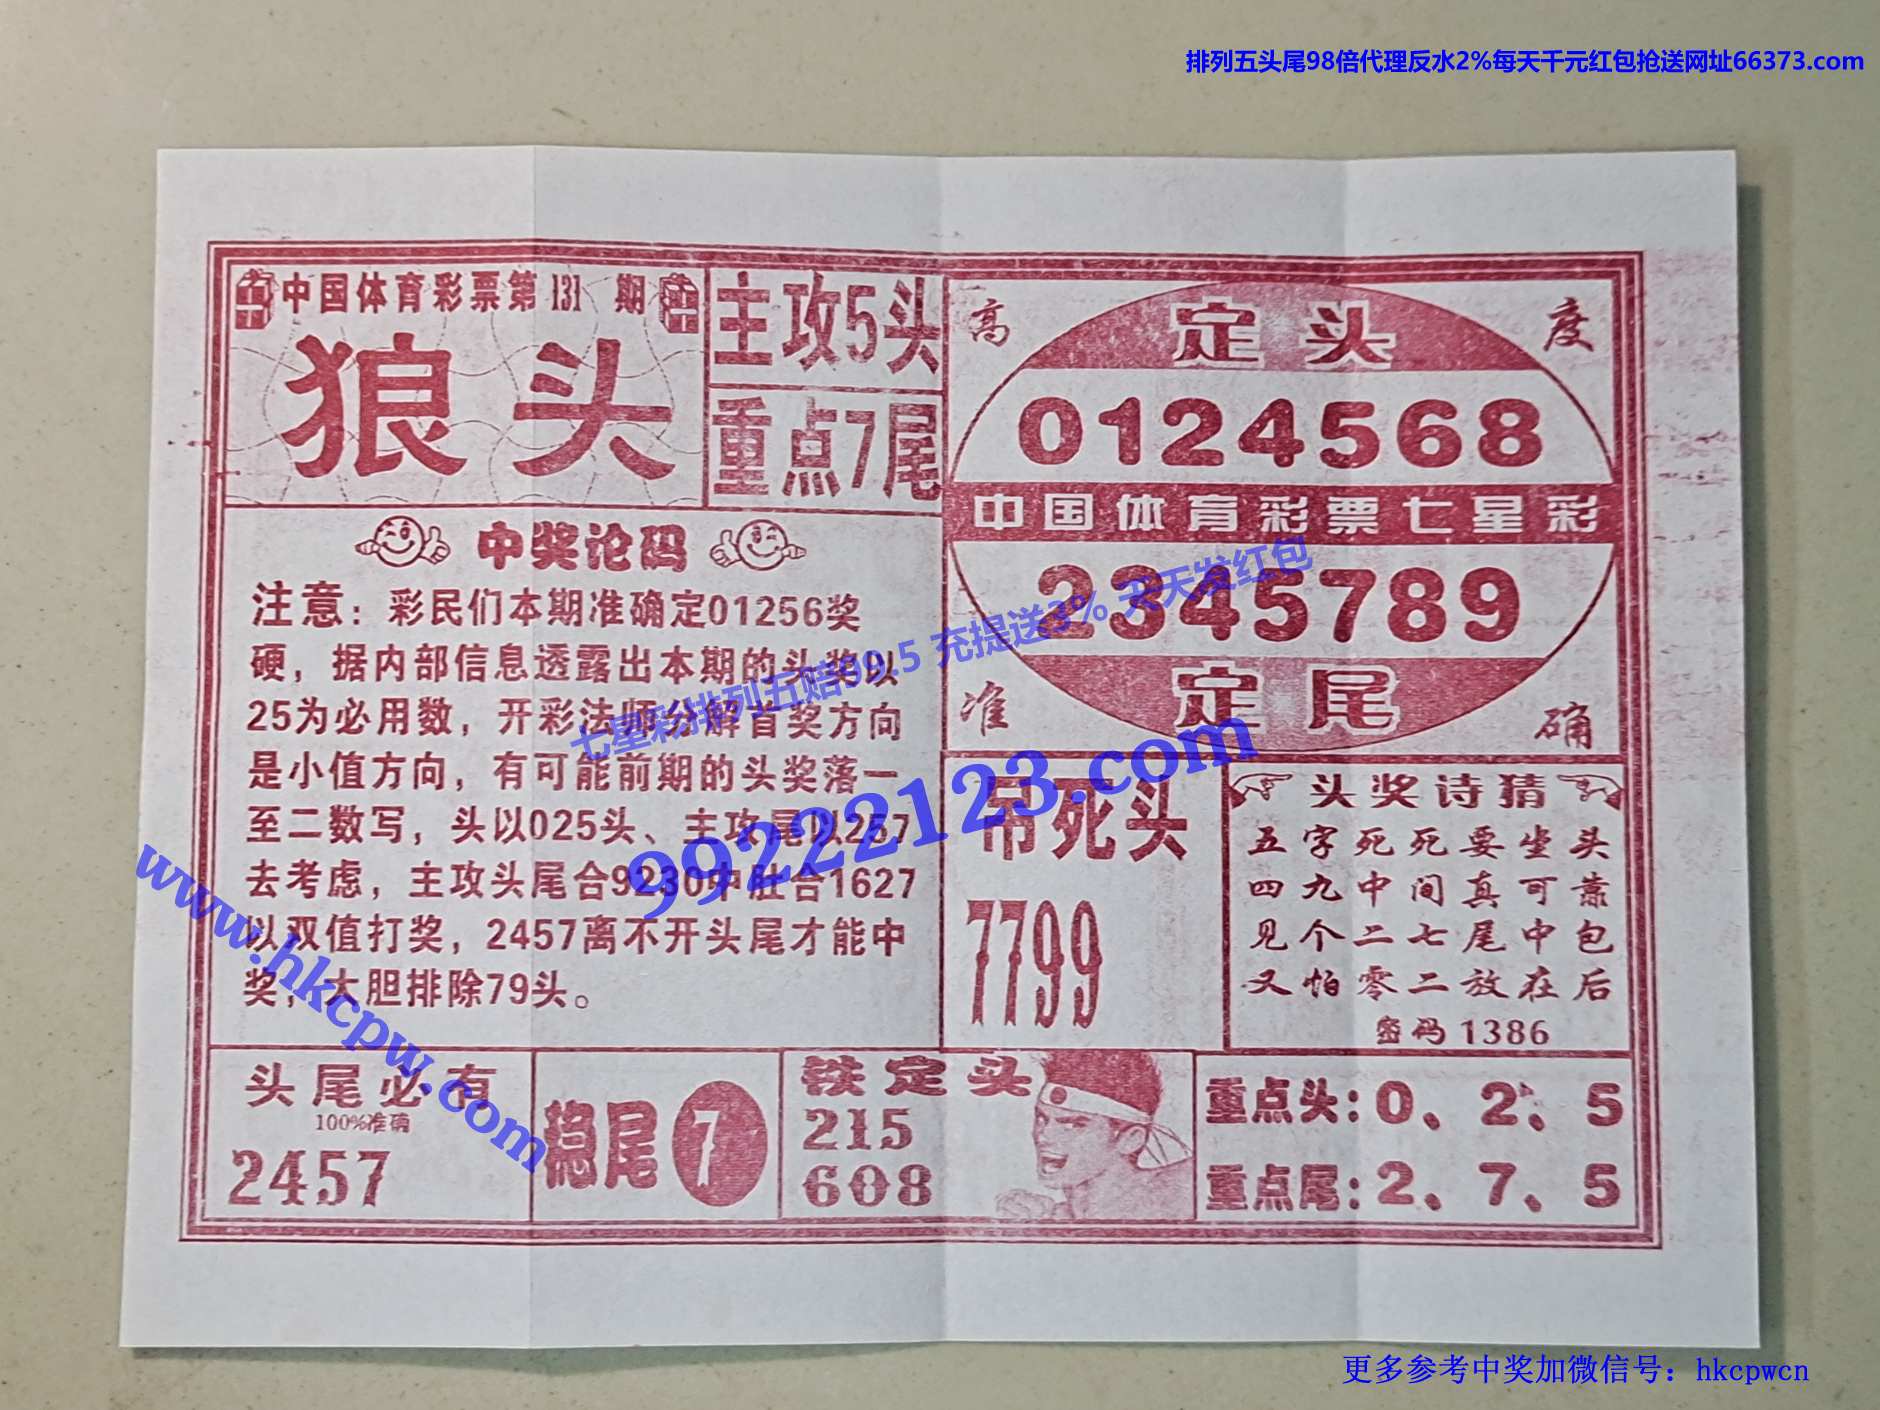 排列五头尾98倍代理反水2%每天千元红包抢送网址66373.com
中国体育彩票第 131 期
狼头
主攻5头
重点7尾
高度
定头
0124568
中国体育彩票七星彩
2345789
定尾
准确
中奖论码
注意：彩民们本期准确定01256奖
硬，据内部信息透露出本期的头奖以
25为必用数，开彩法师分解首奖方向
是小值方向，有可能前期的头奖落一
至二数写，头以025头、主攻尾以257
去考虑，主攻头尾合9230中肚合1627
以双值打奖，2457离不开头尾才能中
奖，大胆排除79头。
七星彩排列五赔99.5 充提送3% 天天发红包
99222123.com
www.hkcpw.com
吊死头
7799
头奖诗猜
五字死死要坐头
四九中间真可靠
见个二七尾中包
又怕零二放在后
密码1386
头尾必有
100%准确
2457
稳尾 7
铁定头
215
608
重点头：0、2、5
重点尾：2、7、5
更多参考中奖加微信号：hkcpwcn